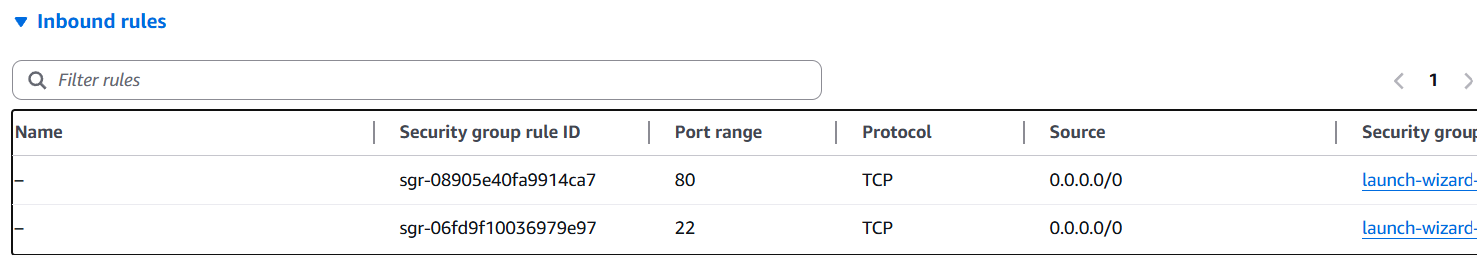 Inbound rules
Filter rules
1
Name Security group rule ID Port range Protocol Source Security group
– sgr-08905e40fa9914ca7 80 TCP 0.0.0.0/0 launch-wizard-
– sgr-06fd9f10036979e97 22 TCP 0.0.0.0/0 launch-wizard-